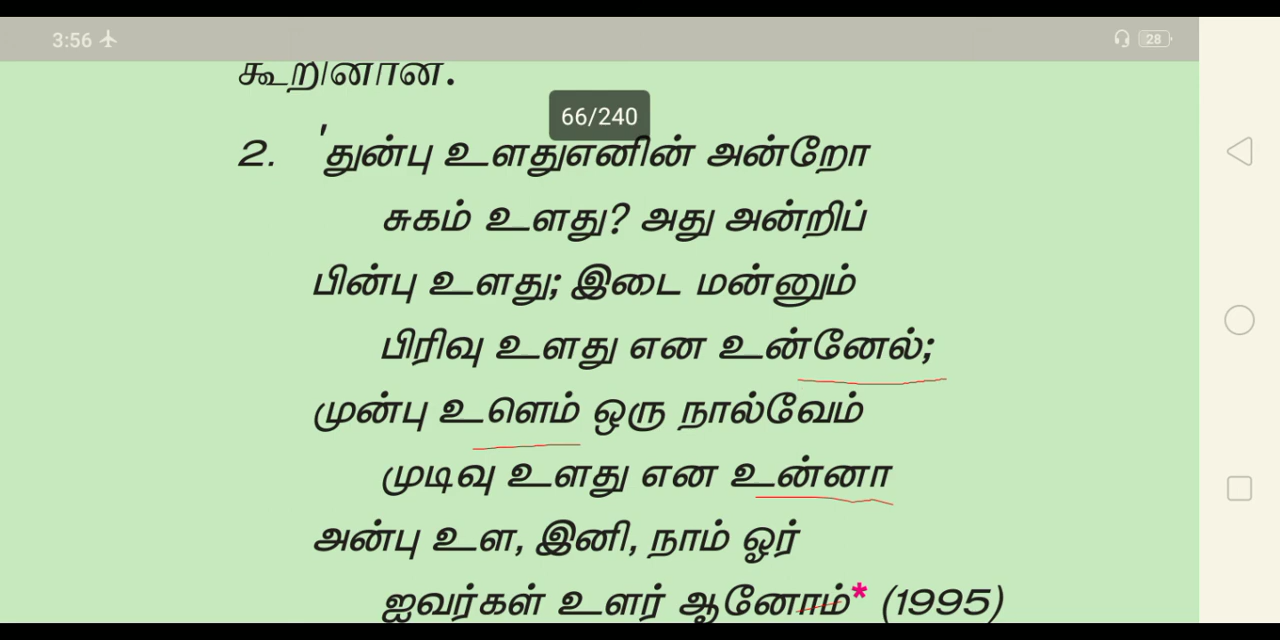 3:56
28
கூறினான்.
66/240
2. 'துன்பு உளதுஎனின் அன்றோ
சுகம் உளது? அது அன்றிப்
பின்பு உளது; இடை மன்னும்
பிரிவு உளது என உன்னேல்;
முன்பு உளெம் ஒரு நால்வேம்
முடிவு உளது என உன்னா
அன்பு உள, இனி, நாம் ஓர்
ஐவர்கள் உளர் ஆனோம்* (1995)